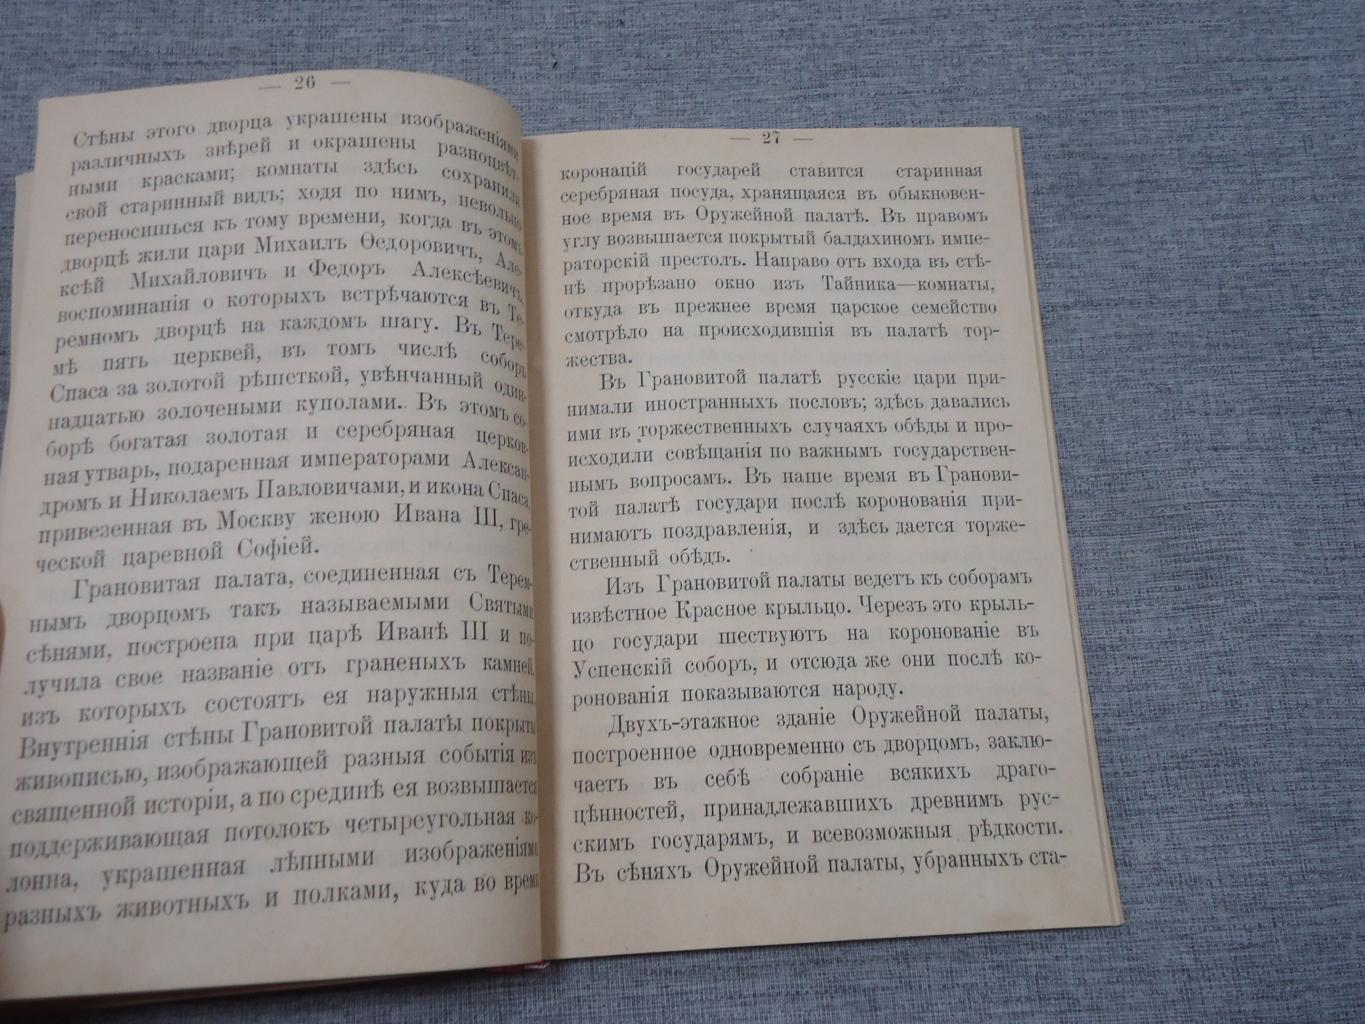 — 26 —
Стѣны этого дворца украшены изображеніями
различныхъ звѣрей и окрашены разноцвѣт-
ными красками; комнаты здѣсь сохранили
свой старинный видъ; ходя по нимъ, невольно
переносишься къ тому времени, когда въ этомъ
дворцѣ жили цари Михаилъ Ѳедоровичъ, Але-
ксѣй Михайловичъ и Федоръ Алексѣевичъ,
воспоминанія о которыхъ встрѣчаются въ Те-
ремномъ дворцѣ на каждомъ шагу. Въ Тере-
мѣ пять церквей, въ томъ числѣ соборъ
Спаса за золотой рѣшеткой, увѣнчанный один-
надцатью золочеными куполами. Въ этомъ со-
борѣ богатая золотая и серебряная церков-
ная утварь, подаренная императорами Алексан-
дромъ и Николаемъ Павловичами, и икона Спаса,
привезенная въ Москву женою Ивана III, гре-
ческой царевной Софіей.
Грановитая палата, соединенная съ Терем-
нымъ дворцомъ такъ называемыми Святыми
сѣнями, построена при царѣ Иванѣ III и по-
лучила свое названіе отъ граненыхъ камней,
изъ которыхъ состоятъ ея наружныя стѣны.
Внутреннія стѣны Грановитой палаты покрыты
живописью, изображающей разныя событія изъ
священной исторіи, а по срединѣ ея возвышается
поддерживающая потолокъ четыреугольная ко-
лонна, украшенная лѣпными изображеніями
разныхъ животныхъ и полками, куда во время
— 27 —
коронацій государей ставится старинная
серебряная посуда, хранящаяся въ обыкновен-
ное время въ Оружейной палатѣ. Въ правомъ
углу возвышается покрытый балдахиномъ импе-
раторскій престолъ. Направо отъ входа въ стѣ-
нѣ прорѣзано окно изъ Тайника—комнаты,
откуда въ прежнее время царское семейство
смотрѣло на происходившія въ палатѣ тор-
жества.
Въ Грановитой палатѣ русскіе цари при-
нимали иностранныхъ пословъ; здѣсь давались
ими въ торжественныхъ случаяхъ обѣды и про-
исходили совѣщанія по важнымъ государствен-
нымъ вопросамъ. Въ наше время въ Гранови-
той палатѣ государи послѣ коронованія при-
нимаютъ поздравленія, и здѣсь дается торже-
ственный обѣдъ.
Изъ Грановитой палаты ведетъ къ соборамъ
извѣстное Красное крыльцо. Черезъ это крыль-
цо государи шествуютъ на коронованіе въ
Успенскій соборъ, и отсюда же они послѣ ко-
ронованія показываются народу.
Двухъ-этажное зданіе Оружейной палаты,
построенное одновременно съ дворцомъ, заклю-
чаетъ въ себѣ собраніе всякихъ драго-
цѣнностей, принадлежавшихъ древнимъ рус-
скимъ государямъ, и всевозможныя рѣдкости.
Въ сѣняхъ Оружейной палаты, убранныхъ ста-